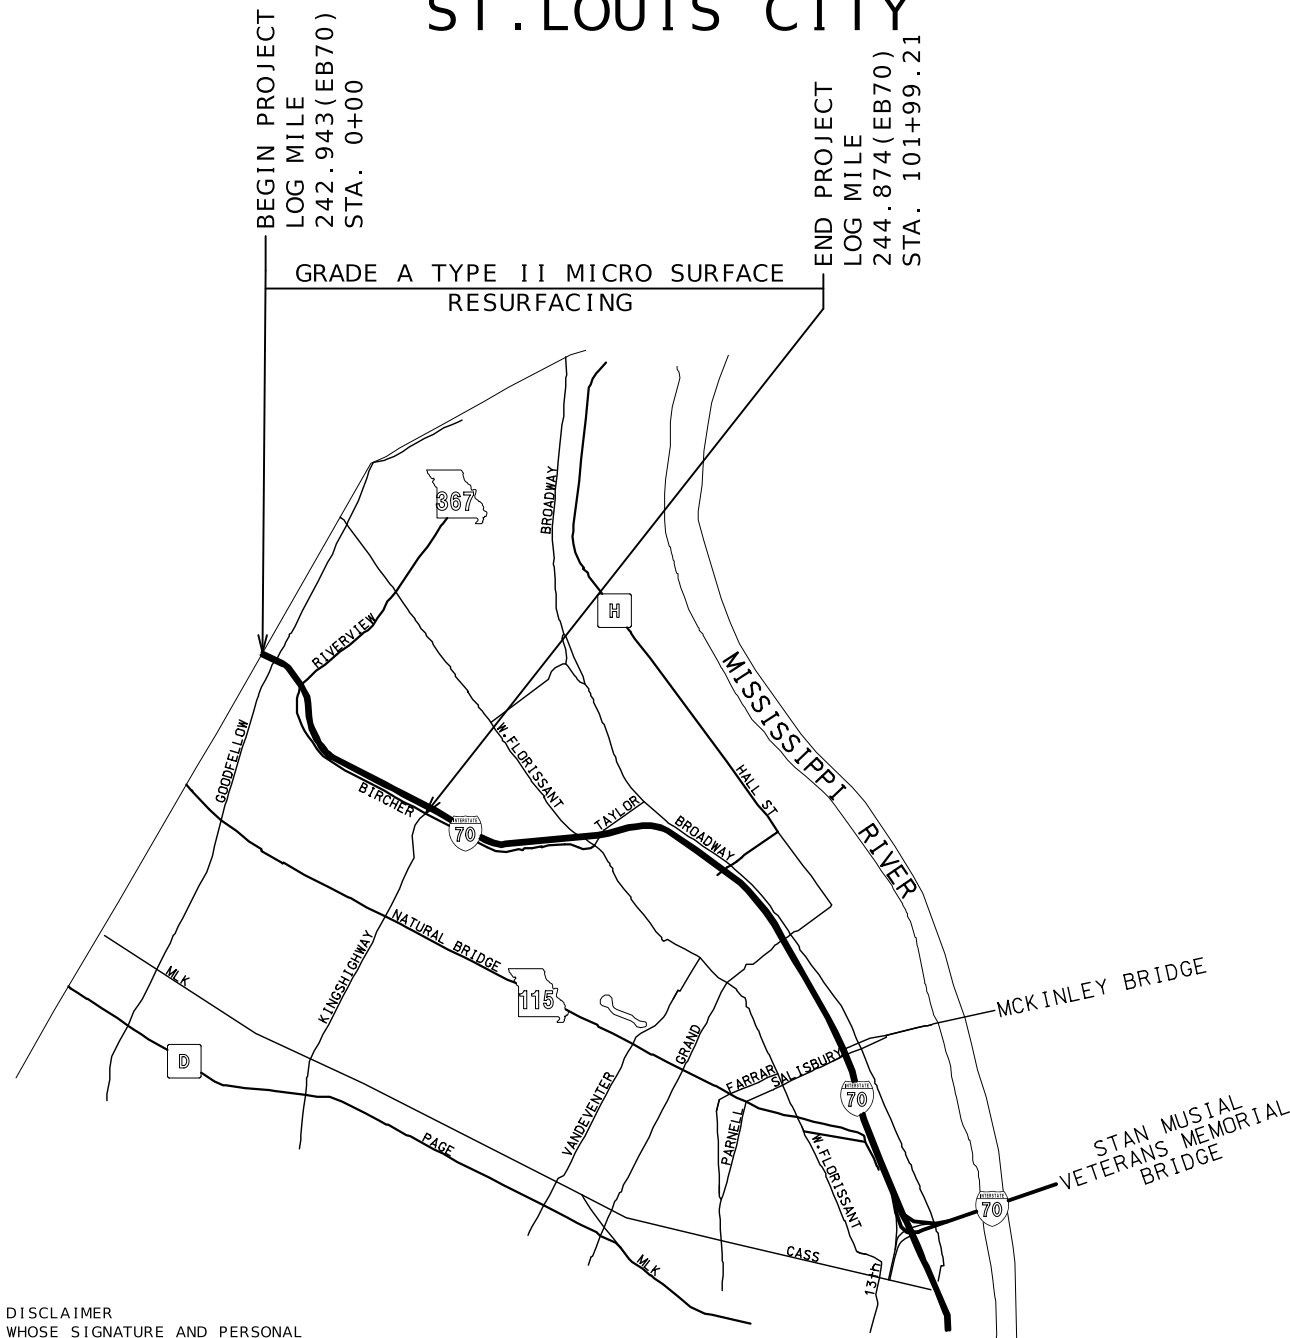 ST.LOUIS CITY
BEGIN PROJECT
LOG MILE
242.943(EB70)
STA. 0+00
END PROJECT
LOG MILE
244.874(EB70)
STA. 101+99.21
GRADE A TYPE II MICRO SURFACE
RESURFACING
367
BROADWAY
H
RIVERVIEW
MISSISSIPPI RIVER
GOODFELLOW
W.FLORISSANT
HALL ST
BIRCHER
TAYLOR
INTERSTATE
70
BROADWAY
NATURAL BRIDGE
KINGSHIGHWAY
MLK
115
MCKINLEY BRIDGE
D
GRAND
FARRAR
SALISBURY
INTERSTATE
70
VANDEVENTER
PARNELL
PAGE
W.FLORISSANT
STAN MUSIAL
VETERANS MEMORIAL
BRIDGE
INTERSTATE
70
CASS
MLK
13th
DISCLAIMER
WHOSE SIGNATURE AND PERSONAL